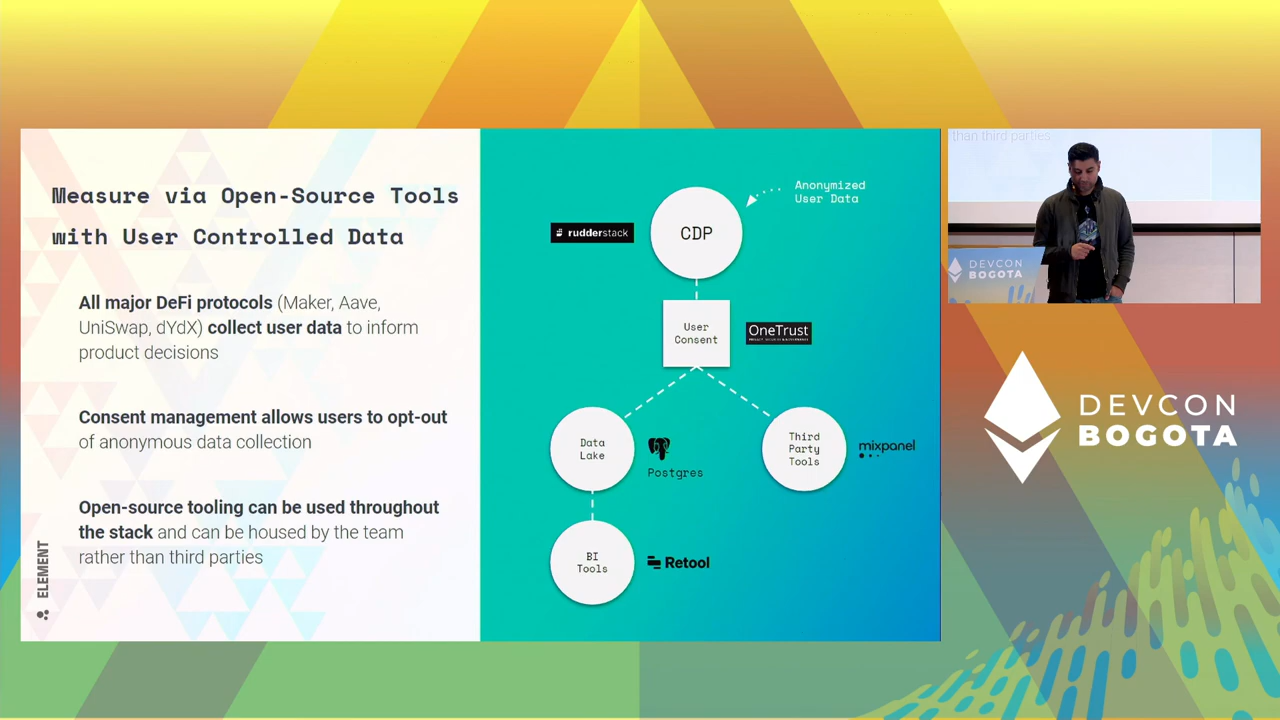 Measure via Open-Source Tools
with User Controlled Data
All major DeFi protocols (Maker, Aave,
UniSwap, dYdX) collect user data to inform
product decisions
Consent management allows users to opt-out
of anonymous data collection
Open-source tooling can be used throughout
the stack and can be housed by the team
rather than third parties
ELEMENT
Anonymized
User Data
rudderstack
CDP
User
Consent
OneTrust
Data
Lake
Postgres
Third
Party
Tools
mixpanel
BI
Tools
Retool
than third parties
DEVCON
BOGOTA
DEVCON
BOGOTA